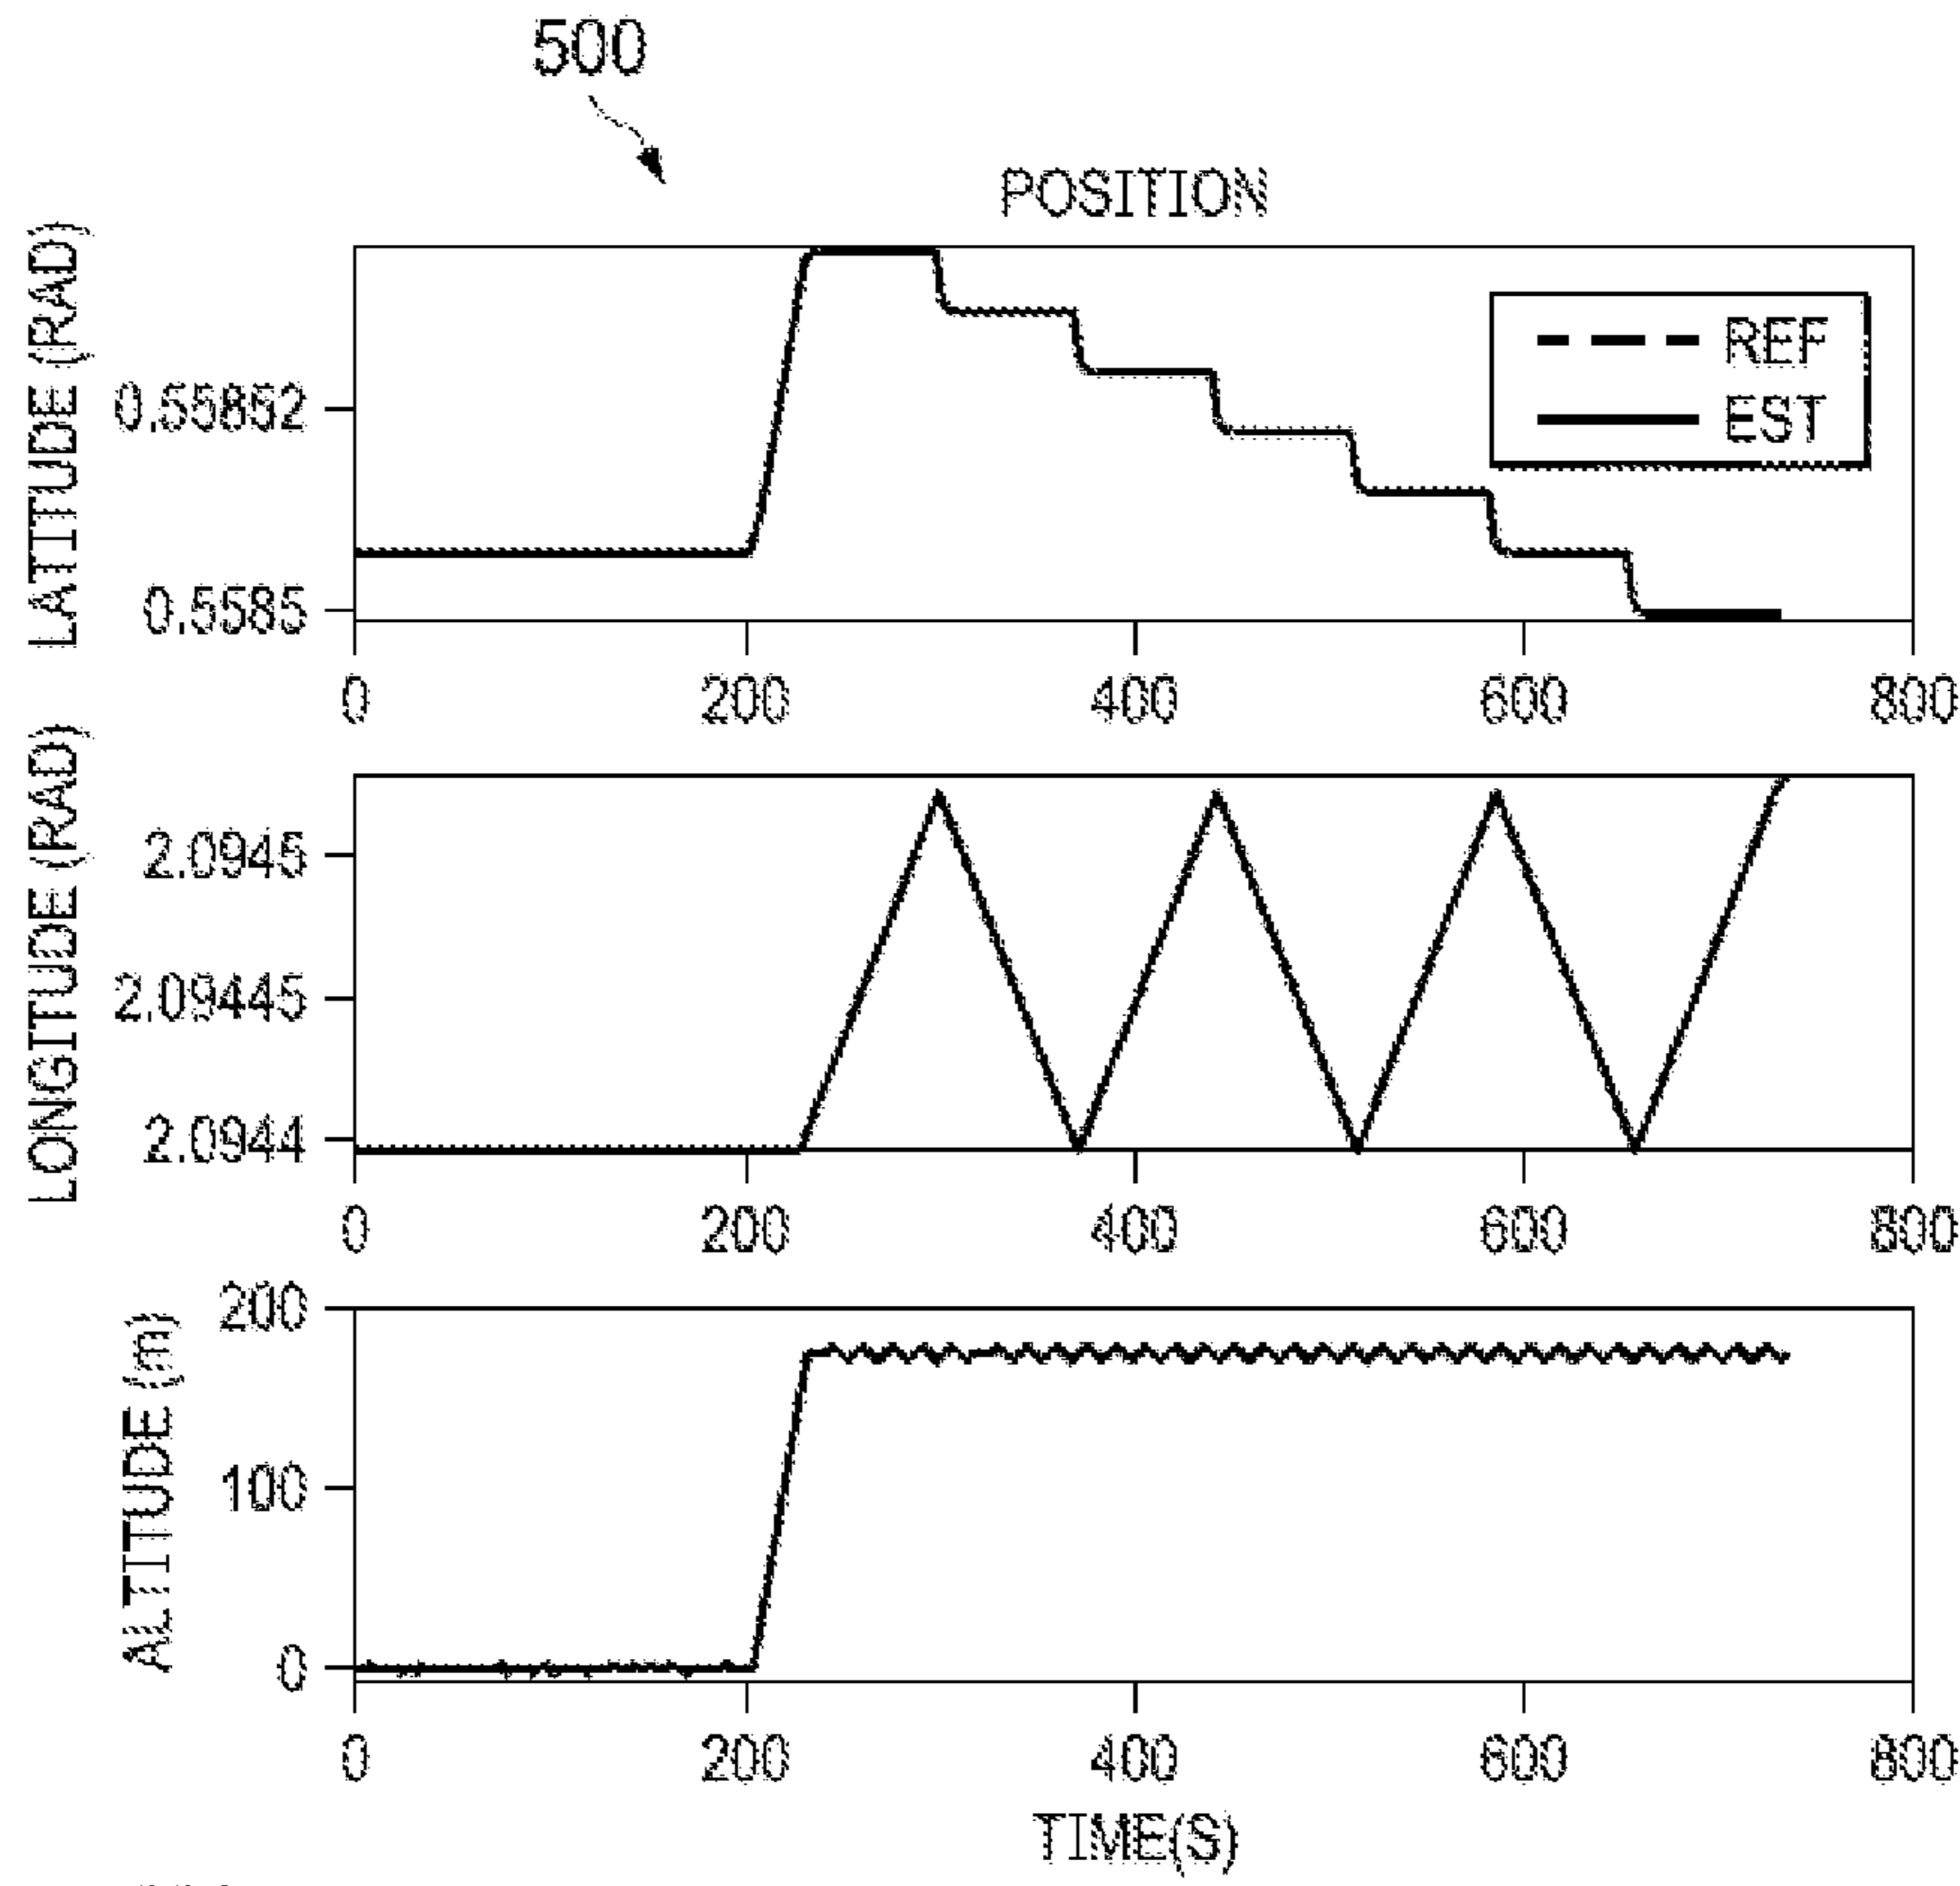 500
POSITION
LATITUDE (RAD)
0.55852
0.5585
REF
EST
0 200 400 600 800
LONGITUDE (RAD)
2.0945
2.09445
2.0944
0 200 400 600 800
ALTITUDE (m)
200
100
0
0 200 400 600 800
TIME(S)